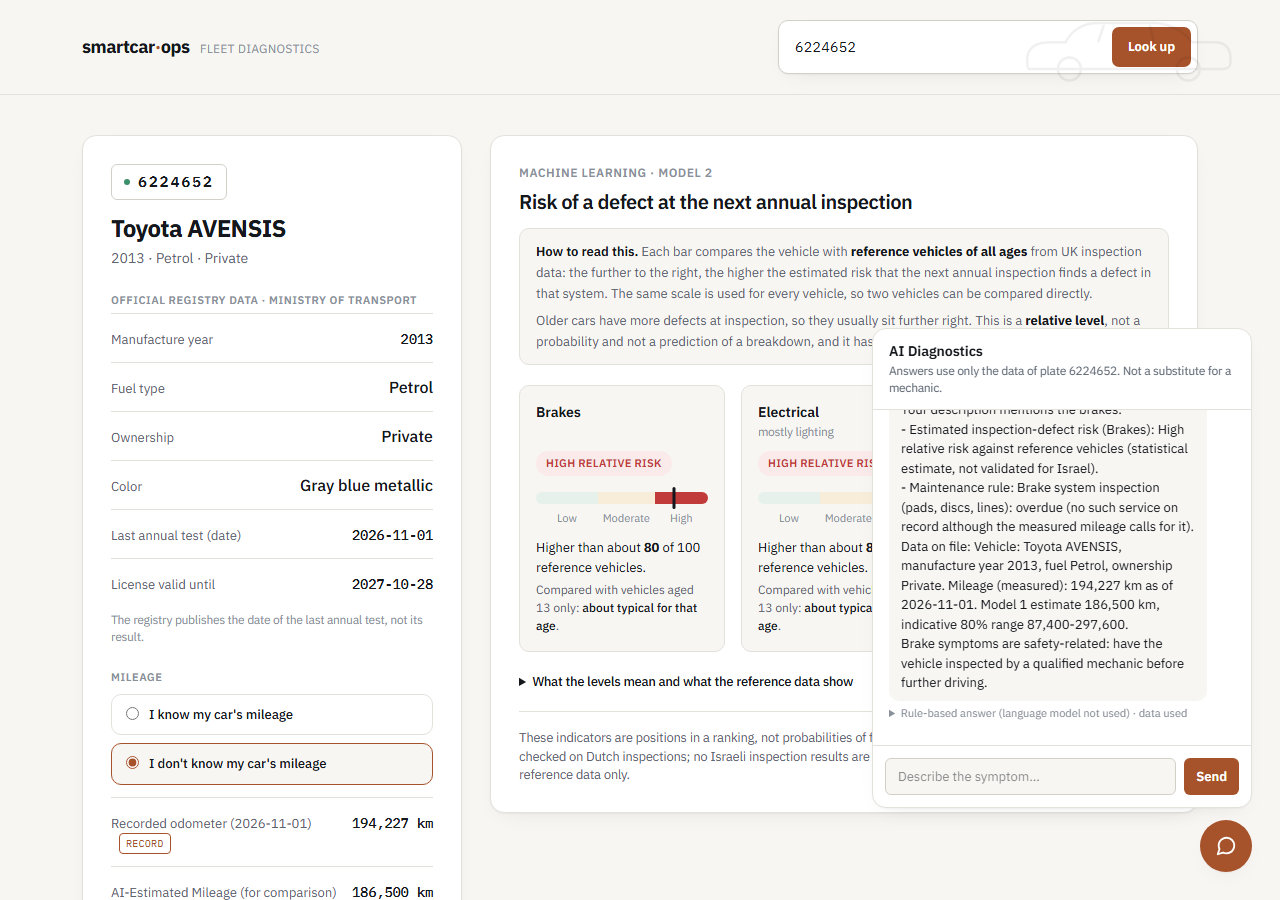 smartcar·ops FLEET DIAGNOSTICS
6224652
Look up
6224652
Toyota AVENSIS
2013 · Petrol · Private
OFFICIAL REGISTRY DATA · MINISTRY OF TRANSPORT
Manufacture year 2013
Fuel type Petrol
Ownership Private
Color Gray blue metallic
Last annual test (date) 2026-11-01
License valid until 2027-10-28
The registry publishes the date of the last annual test, not its
result.
MILEAGE
I know my car's mileage
I don't know my car's mileage
Recorded odometer (2026-11-01) 194,227 km
RECORD
AI-Estimated Mileage (for comparison) 186,500 km
MACHINE LEARNING · MODEL 2
Risk of a defect at the next annual inspection
How to read this. Each bar compares the vehicle with reference vehicles of all ages from UK inspection
data: the further to the right, the higher the estimated risk that the next annual inspection finds a defect in
that system. The same scale is used for every vehicle, so two vehicles can be compared directly.
Older cars have more defects at inspection, so they usually sit further right. This is a relative level, not a
probability and not a prediction of a breakdown, and it has
Brakes
HIGH RELATIVE RISK
Low Moderate High
Higher than about 80 of 100
reference vehicles.
Compared with vehicles aged
13 only: about typical for that
age.
Electrical
mostly lighting
HIGH RELATIVE RIS
Low Moderate
Higher than about 8
reference vehicles.
Compared with vehic
13 only: about typica
age.
What the levels mean and what the reference data show
These indicators are positions in a ranking, not probabilities of f
checked on Dutch inspections; no Israeli inspection results are
reference data only.
AI Diagnostics
Answers use only the data of plate 6224652. Not a substitute for a
mechanic.
Your description mentions the brakes.
- Estimated inspection-defect risk (Brakes): High
relative risk against reference vehicles (statistical
estimate, not validated for Israel).
- Maintenance rule: Brake system inspection
(pads, discs, lines): overdue (no such service on
record although the measured mileage calls for it).
Data on file: Vehicle: Toyota AVENSIS,
manufacture year 2013, fuel Petrol, ownership
Private. Mileage (measured): 194,227 km as of
2026-11-01. Model 1 estimate 186,500 km,
indicative 80% range 87,400-297,600.
Brake symptoms are safety-related: have the
vehicle inspected by a qualified mechanic before
further driving.
Rule-based answer (language model not used) · data used
Describe the symptom...
Send